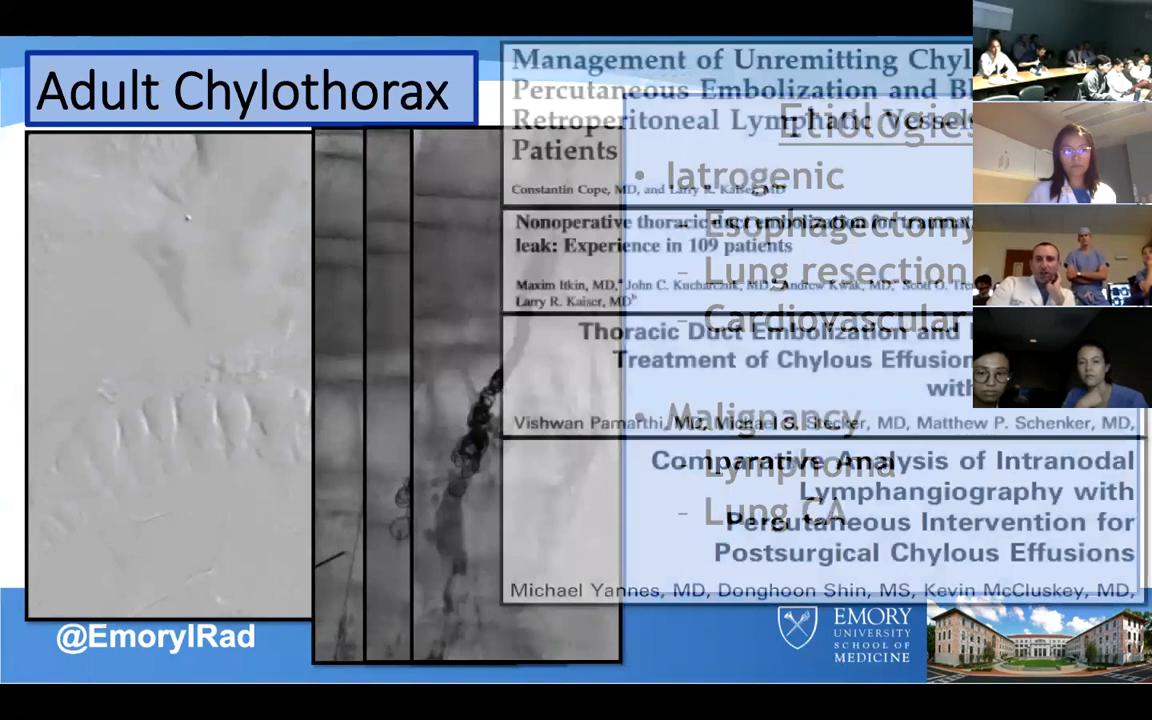 Adult Chylothorax
Management of Unremitting Chyl
Percutaneous Embolization and Bl
Retroperitoneal Lymphatic Vessels
Patients
Constantin Cope, MD, and Larry R. Kaiser, MD
Nonoperative thoracic duct embolization for traumat
leak: Experience in 109 patients
Maxim Itkin, MD, John C. Kucharczuk, MD, Andrew Kwak, MD, Scott O. Tre
Larry R. Kaiser, MD
Thoracic Duct Embolization and
Treatment of Chylous Effusion
with
Vishwan Pamarthi, MD, Michael S. Stecker, MD, Matthew P. Schenker, MD,
Comparative Analysis of Intranodal
Lymphangiography with
Percutaneous Intervention for
Postsurgical Chylous Effusions
Michael Yannes, MD, Donghoon Shin, MS, Kevin McCluskey, MD,
Etiologies
• Iatrogenic
– Esophagectomy
– Lung resection
– Cardiovascular
• Malignancy
– Lymphoma
– Lung CA
@EmoryIRad
EMORY
UNIVERSITY
SCHOOL OF
MEDICINE